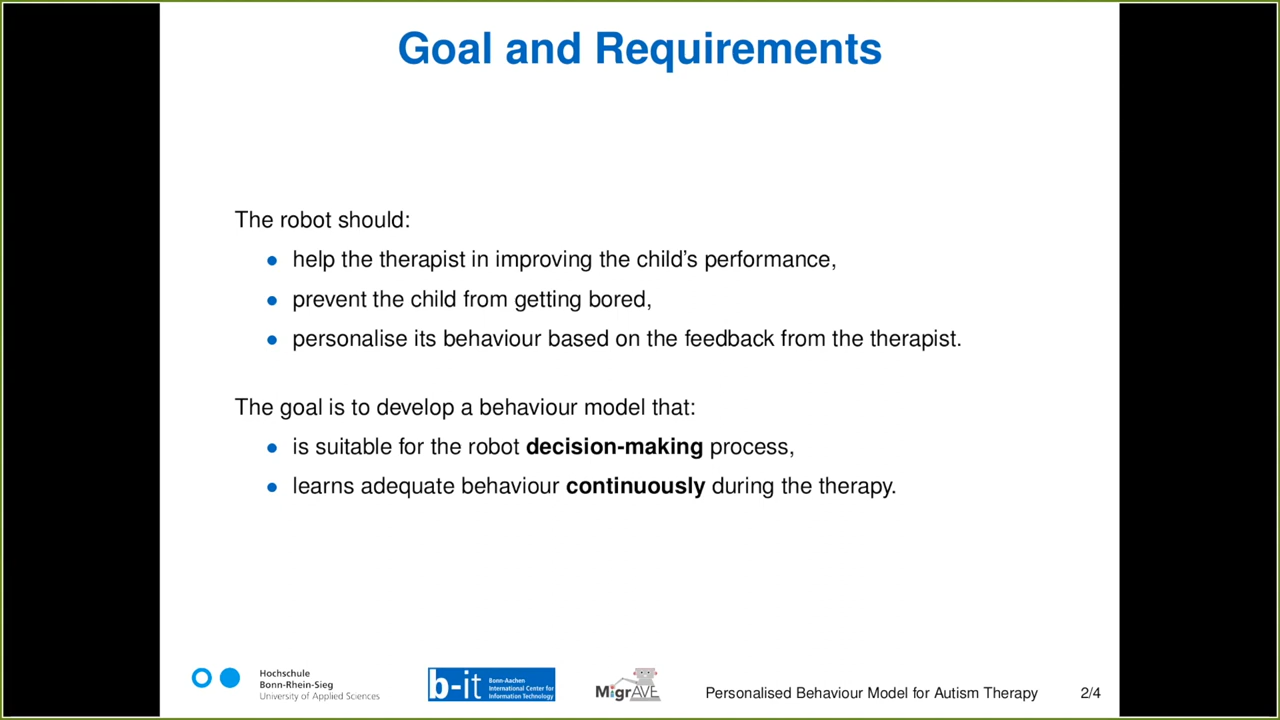 Goal and Requirements
The robot should:
help the therapist in improving the child's performance,
prevent the child from getting bored,
personalise its behaviour based on the feedback from the therapist.
The goal is to develop a behaviour model that:
is suitable for the robot decision-making process,
learns adequate behaviour continuously during the therapy.
Hochschule
Bonn-Rhein-Sieg
University of Applied Sciences
b-it
Bonn-Aachen
International Center for
Information Technology
MigrAVE
Personalised Behaviour Model for Autism Therapy
2/4